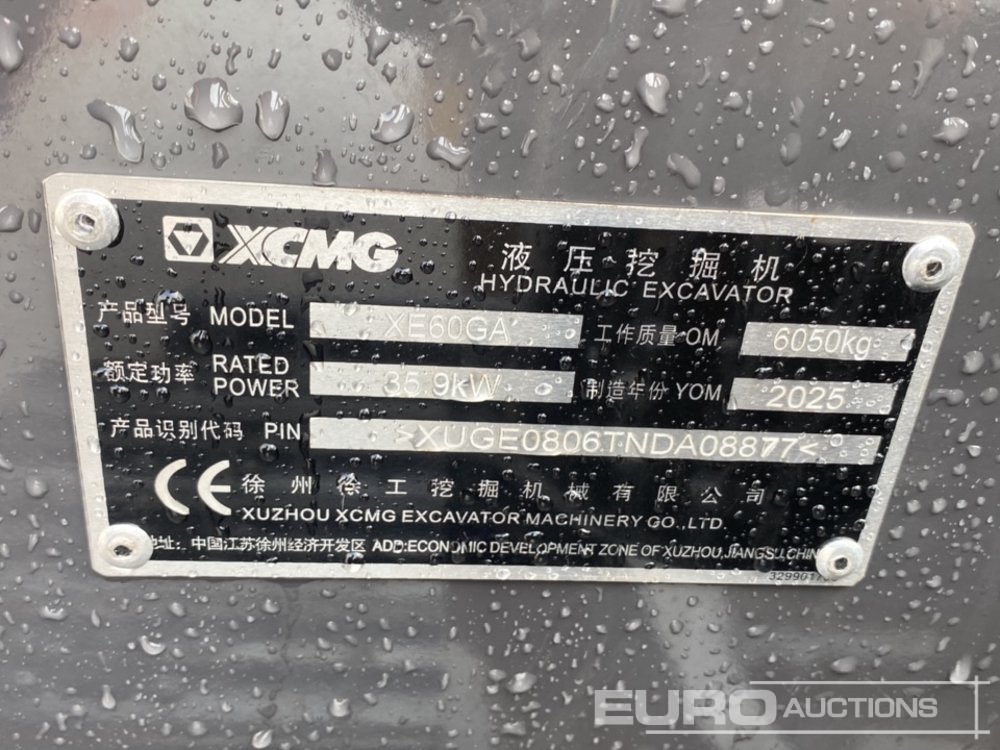 XCMG
液压挖掘机
HYDRAULIC EXCAVATOR
产品型号 MODEL XE60GA 工作质量 OM 6050kg
额定功率 RATED POWER 35.9kW 制造年份 YOM 2025
产品识别代码 PIN >XUGE0806TNDA08877<
CE 徐州徐工挖掘机械有限公司
XUZHOU XCMG EXCAVATOR MACHINERY CO.,LTD.
地址: 中国江苏徐州经济开发区 ADD:ECONOMIC DEVELOPMENT ZONE OF XUZHOU,JIANGSU,CHINA
EURO AUCTIONS